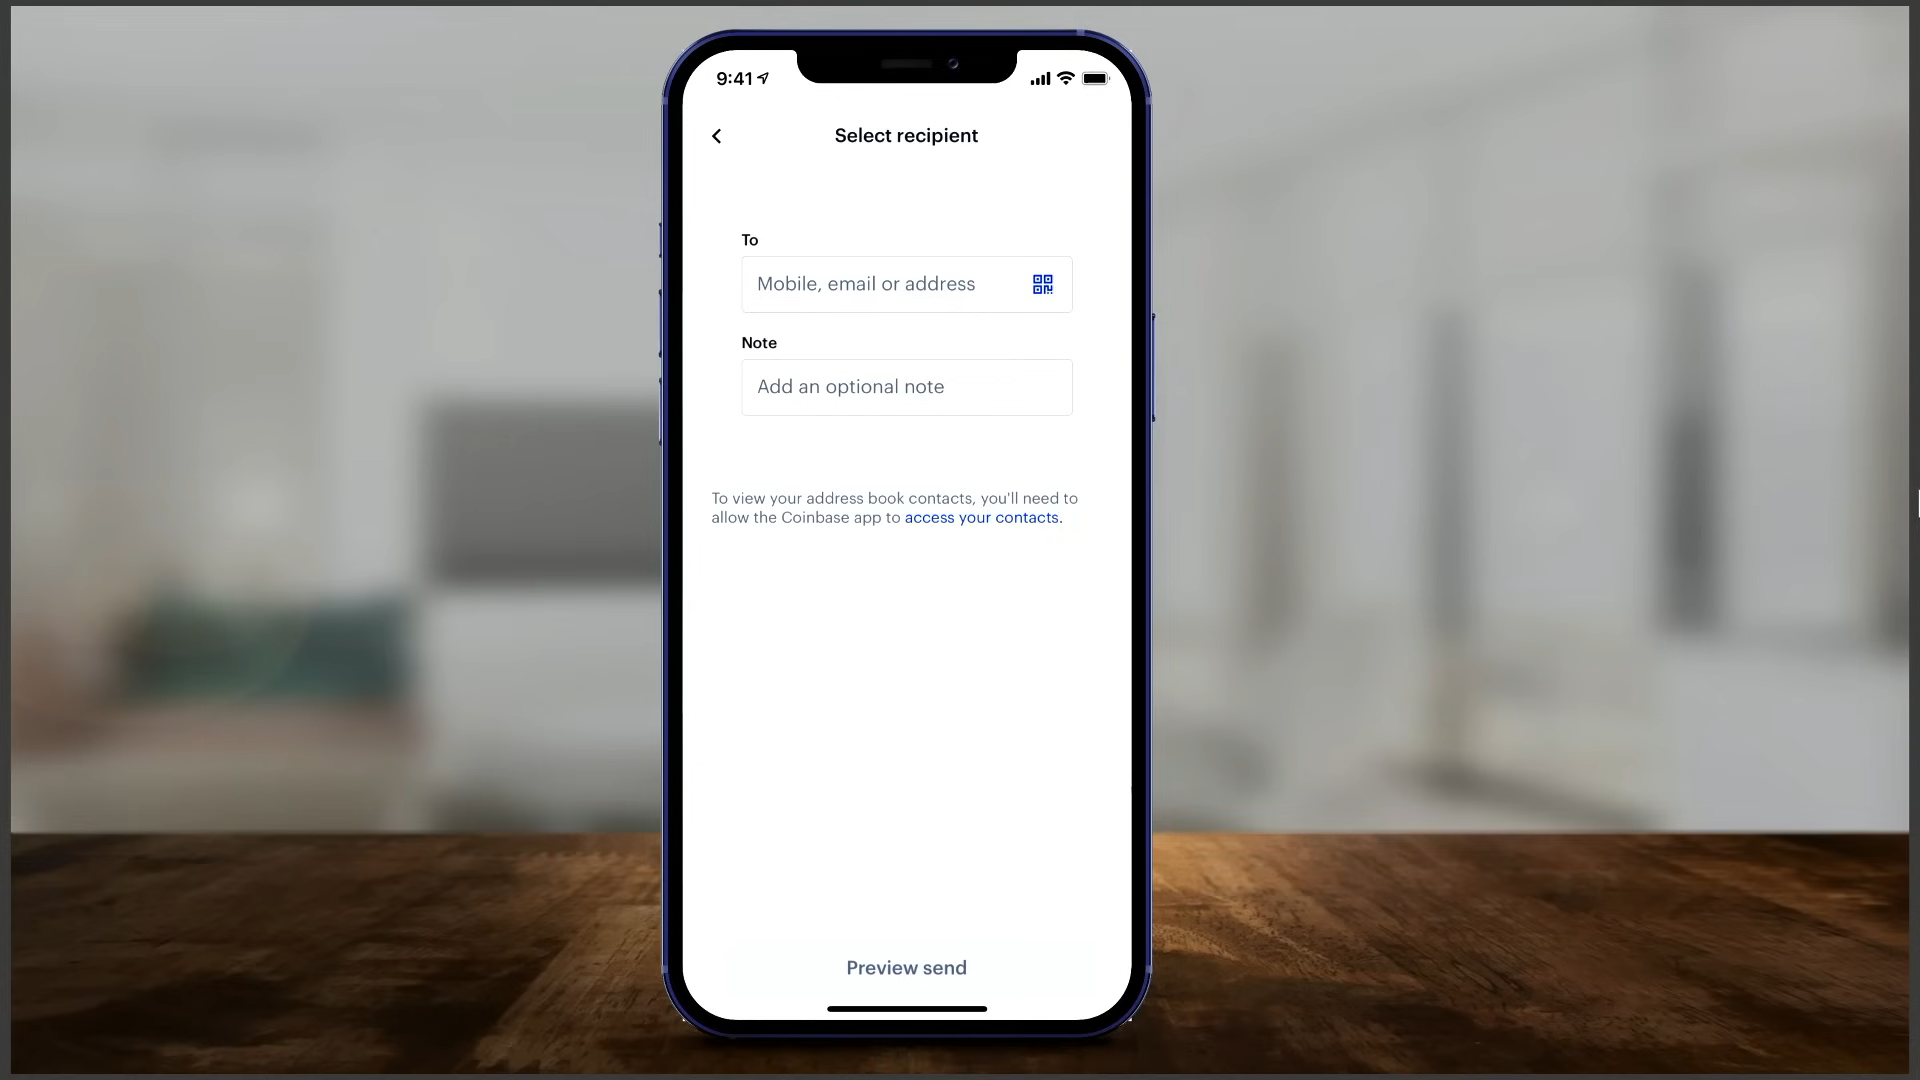 9:41
Select recipient
To
Mobile, email or address
Note
Add an optional note
To view your address book contacts, you'll need to
allow the Coinbase app to access your contacts.
Preview send